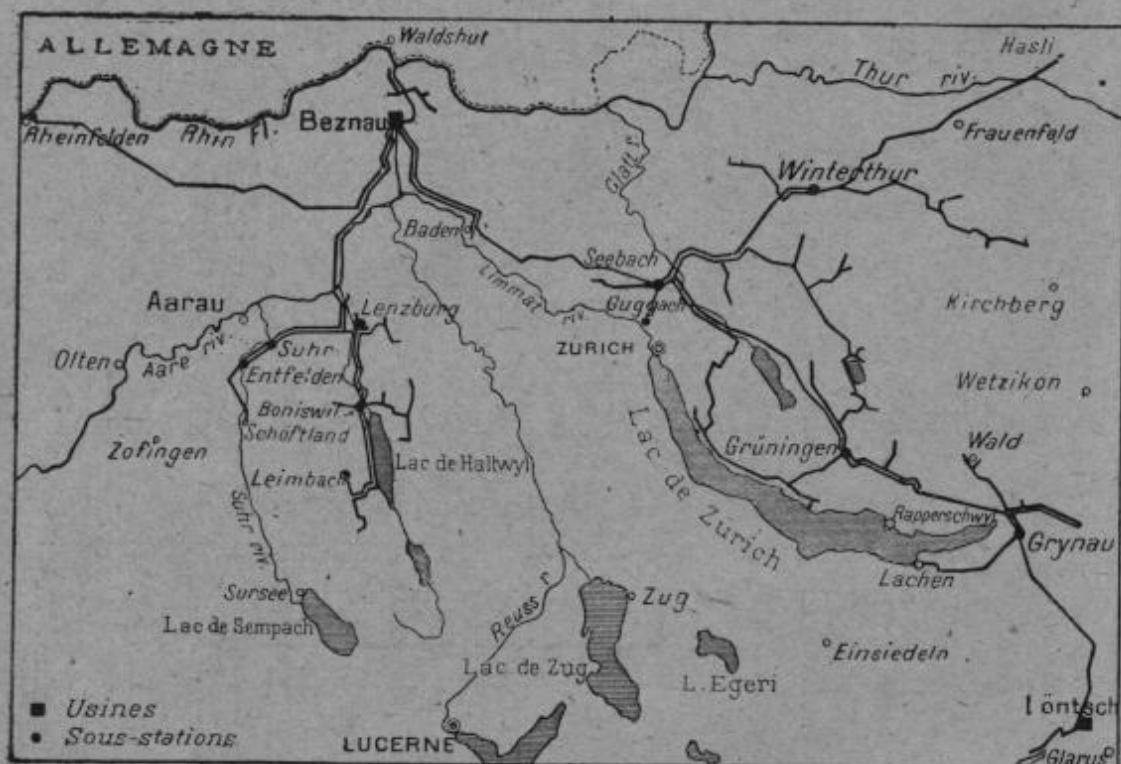 ALLEMAGNE
Waldshut
Hasli
Thur riv.
Rheinfelden
Rhin Fl.
Beznau
Frauenfeld
Glatt r.
Winterthur
Baden
Seebach
Limmat riv.
Guggach
Kirchberg
Aarau
Lenzburg
ZURICH
Olten
Aare riv.
Suhr
Entfelden
Wetzikon
Boniswil
Schöftland
Zofingen
Lac de Hallwyl
Grüningen
Wald
Leimbach
Lac de Zurich
Rapperschwyl
Suhr riv.
Grynau
Lachen
Sursee
Reuss r
Zug
Lac de Sempach
Einsiedeln
Lac de Zug
L. Egeri
Usines
Löntsch
Sous-stations
LUCERNE
Glarus